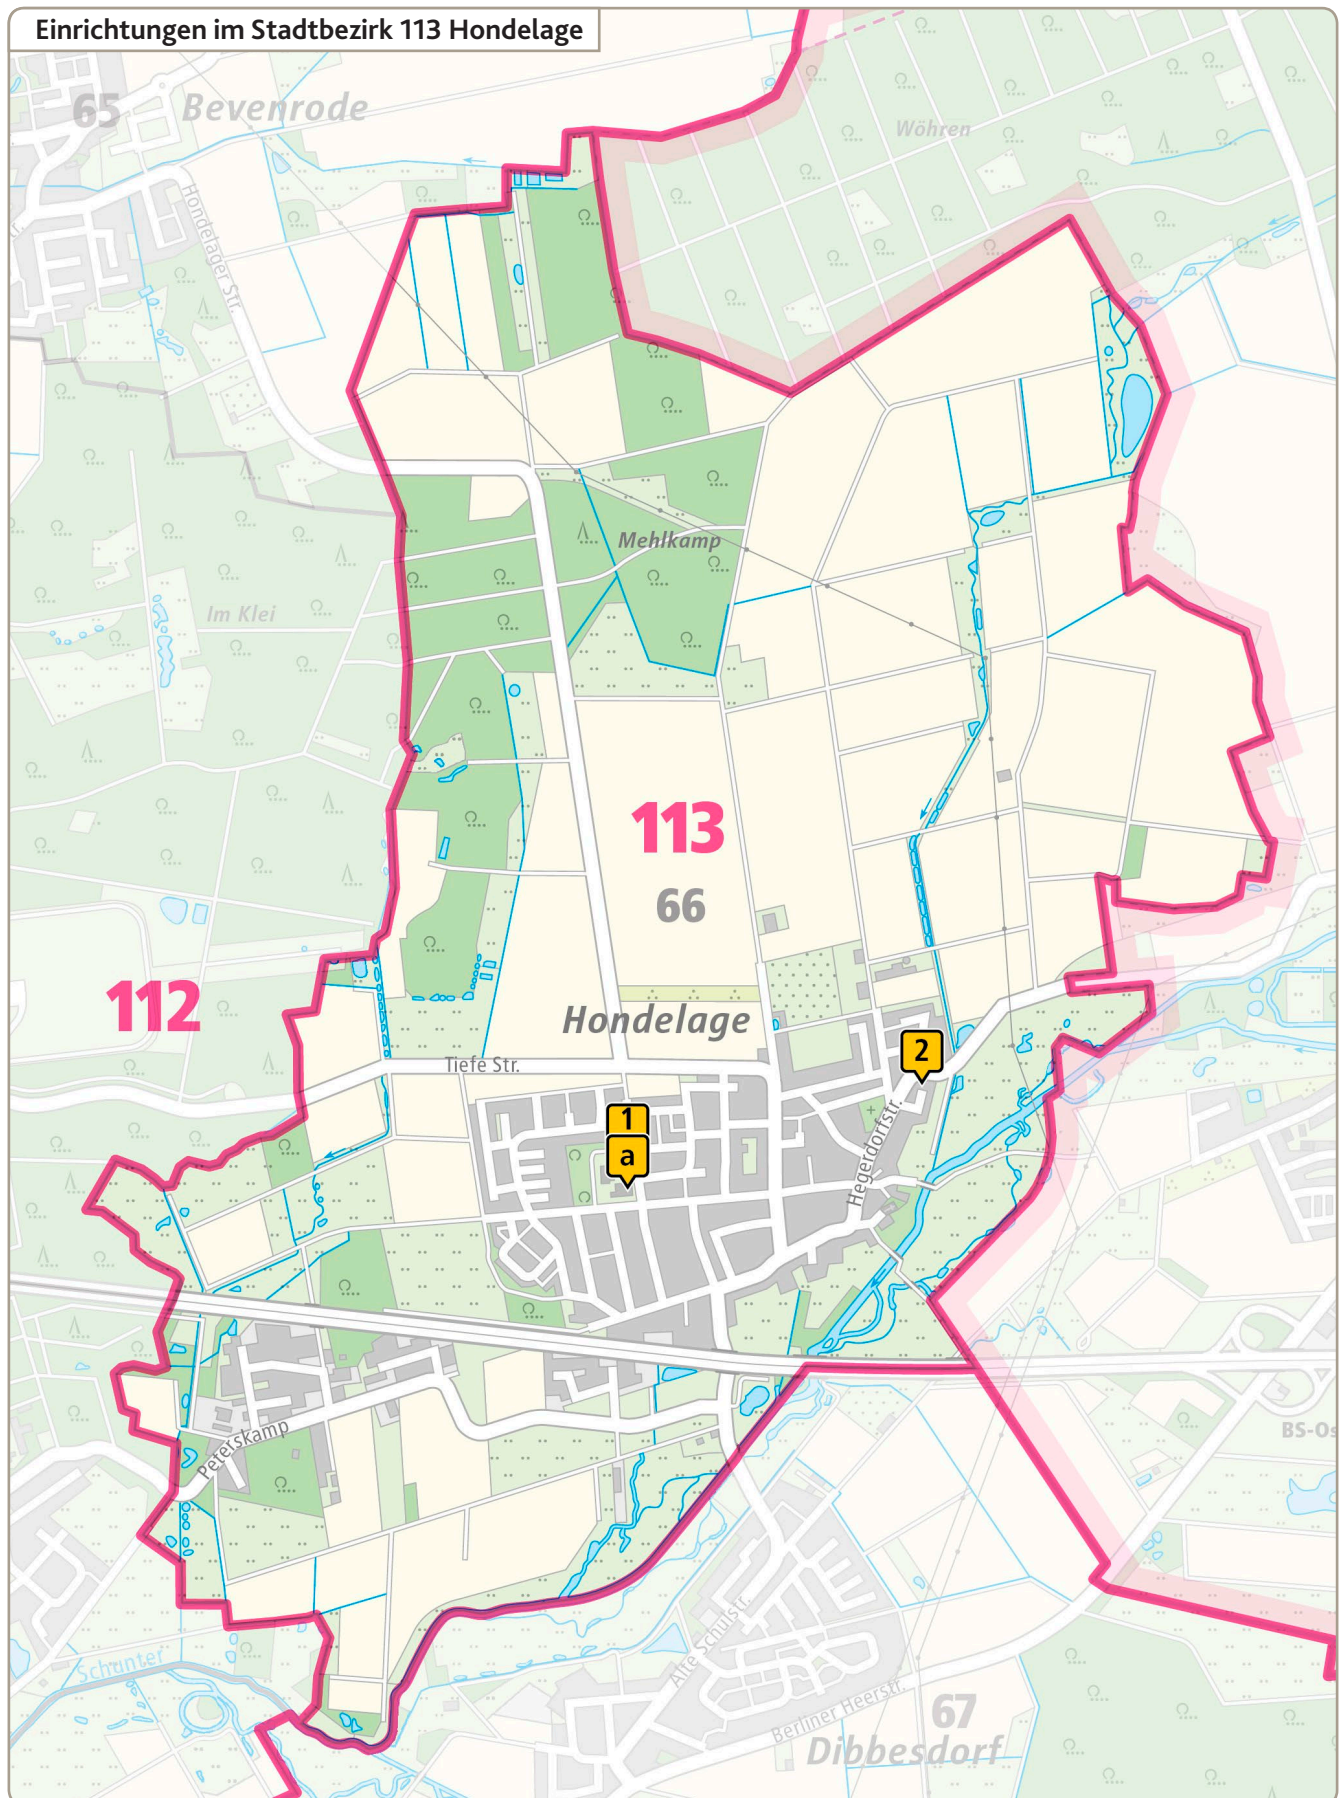 Einrichtungen im Stadtbezirk 113 Hondelage
65
Bevenrode
Wöhren
Hondelager Str.
r.
Mehlkamp
Im Klei
113
66
112
Hondelage
Tiefe Str.
2
1
a
Hegerdorfstr.
Peterskamp
BS-Os
Schunter
Alte Schulstr.
Berliner Heerstr.
67
Dibbesdorf